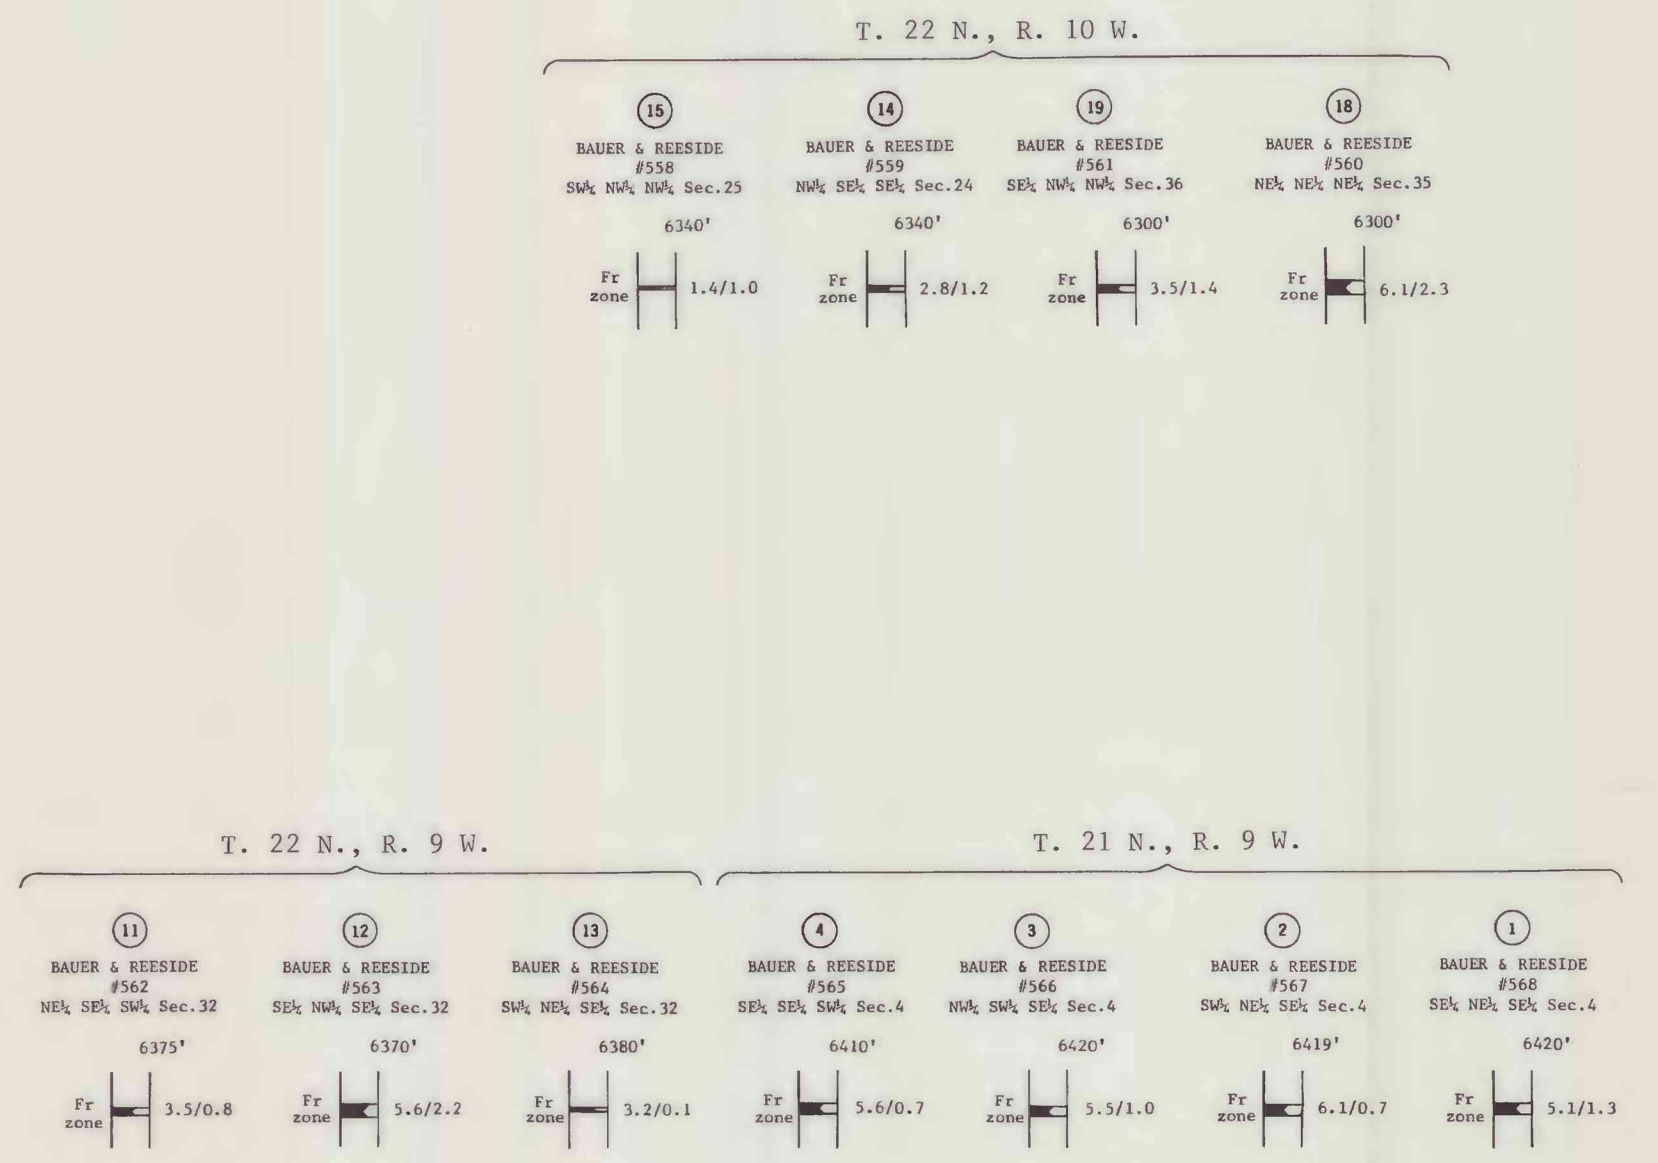 T. 22 N., R. 10 W.
15
BAUER & REESIDE
#558
SW¼ NW¼ NW¼ Sec.25
6340'
Fr
zone
1.4/1.0
14
BAUER & REESIDE
#559
NW¼ SE¼ SE¼ Sec.24
6340'
Fr
zone
2.8/1.2
19
BAUER & REESIDE
#561
SE¼ NW¼ NW¼ Sec.36
6300'
Fr
zone
3.5/1.4
18
BAUER & REESIDE
#560
NE¼ NE¼ NE¼ Sec.35
6300'
Fr
zone
6.1/2.3
T. 22 N., R. 9 W.
11
BAUER & REESIDE
#562
NE¼ SE¼ SW¼ Sec.32
6375'
Fr
zone
3.5/0.8
12
BAUER & REESIDE
#563
SE¼ NW¼ SE¼ Sec.32
6370'
Fr
zone
5.6/2.2
13
BAUER & REESIDE
#564
SW¼ NE¼ SE¼ Sec.32
6380'
Fr
zone
3.2/0.1
T. 21 N., R. 9 W.
4
BAUER & REESIDE
#565
SE¼ SE¼ SW¼ Sec.4
6410'
Fr
zone
5.6/0.7
3
BAUER & REESIDE
#566
NW¼ SW¼ SE¼ Sec.4
6420'
Fr
zone
5.5/1.0
2
BAUER & REESIDE
#567
SW¼ NE¼ SE¼ Sec.4
6419'
Fr
zone
6.1/0.7
1
BAUER & REESIDE
#568
SE¼ NE¼ SE¼ Sec.4
6420'
Fr
zone
5.1/1.3